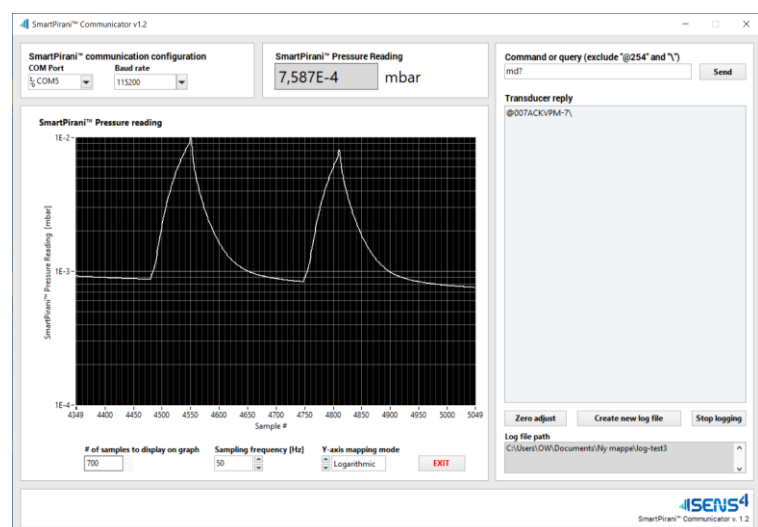 SmartPirani™ Communicator v1.2
SmartPirani™ communication configuration
COM Port
Baud rate
COM5
115200
SmartPirani™ Pressure Reading
7,587E-4
mbar
Command or query (exclude "@254" and "\")
md?
Send
Transducer reply
@007ACKVPM-7\
SmartPirani™ Pressure reading
SmartPirani™ Pressure Reading [mbar]
1E-2
1E-3
1E-4
4349 4400 4450 4500 4550 4600 4650 4700 4750 4800 4850 4900 4950 5000 5049
Sample #
# of samples to display on graph
700
Sampling frequency [Hz]
50
Y-axis mapping mode
Logarithmic
EXIT
Zero adjust
Create new log file
Stop logging
Log file path
C:\Users\OW\Documents\Ny mappe\log-test3
SENS4
SmartPirani™ Communicator v. 1.2